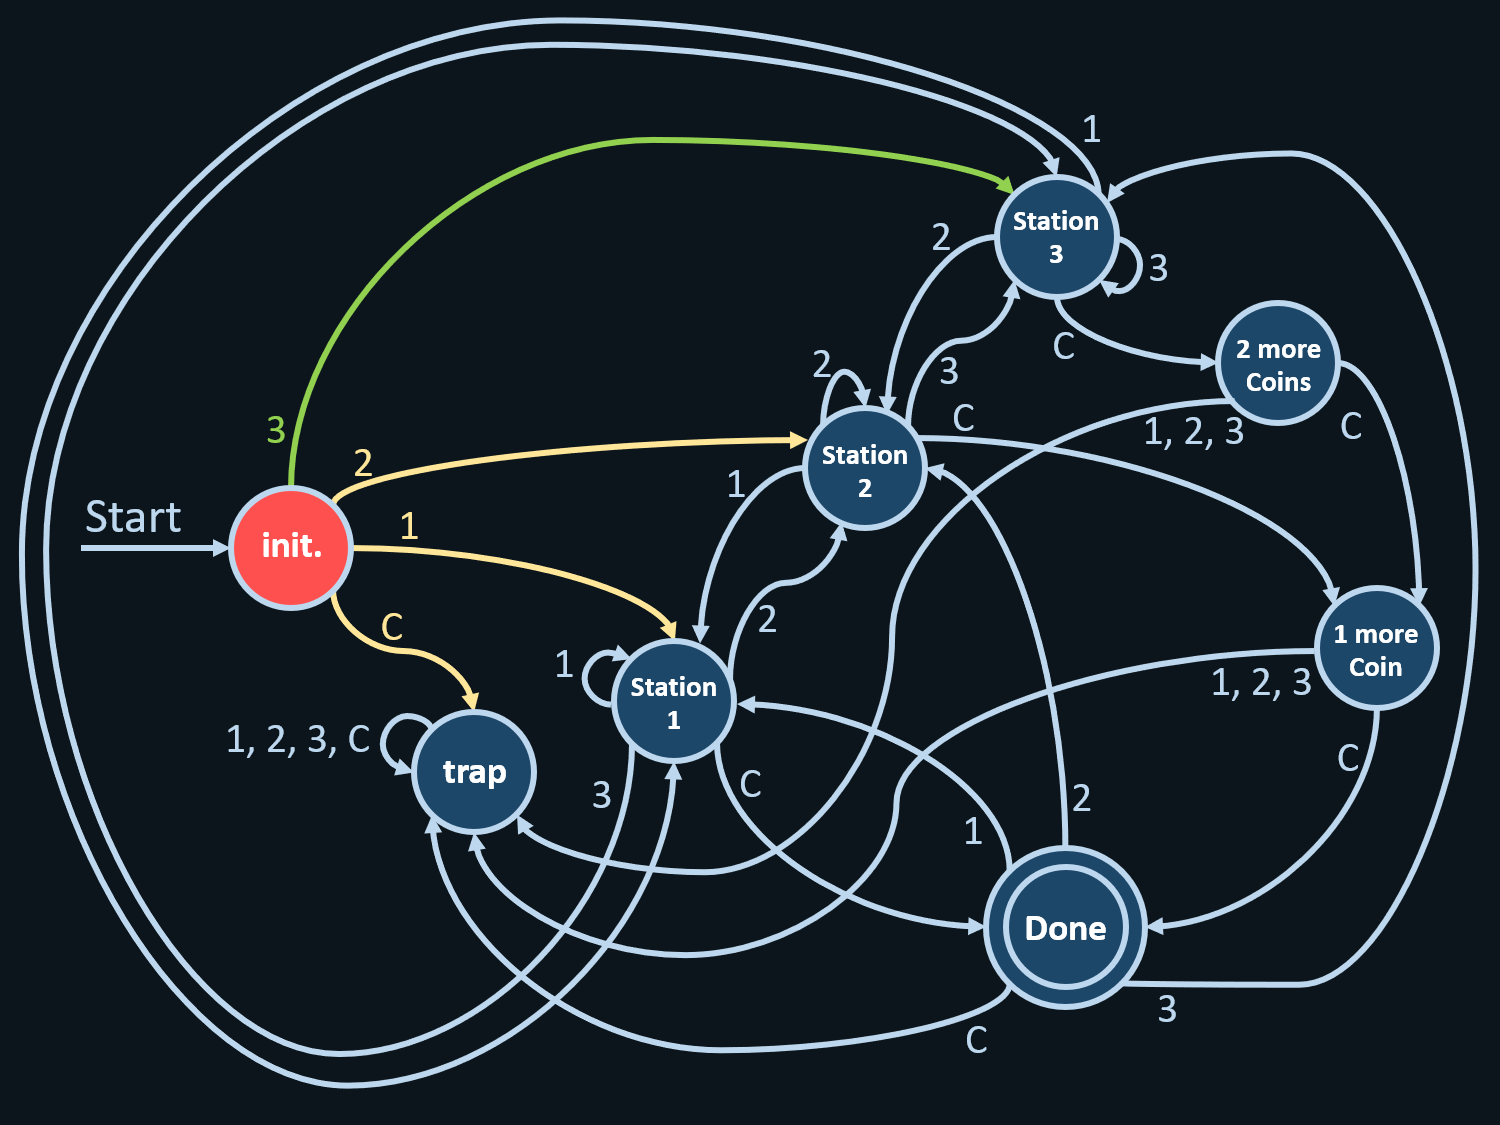 1
Station
3
2
3
C
2 more
Coins
1, 2, 3
C
2
3
C
3
2
Station
2
1
Start
init.
1
C
2
1
Station
1
1 more
Coin
1, 2, 3
C
1, 2, 3, C
trap
3
C
1
2
Done
3
C